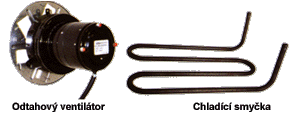 Odtahový ventilátor
Chladící smyčka